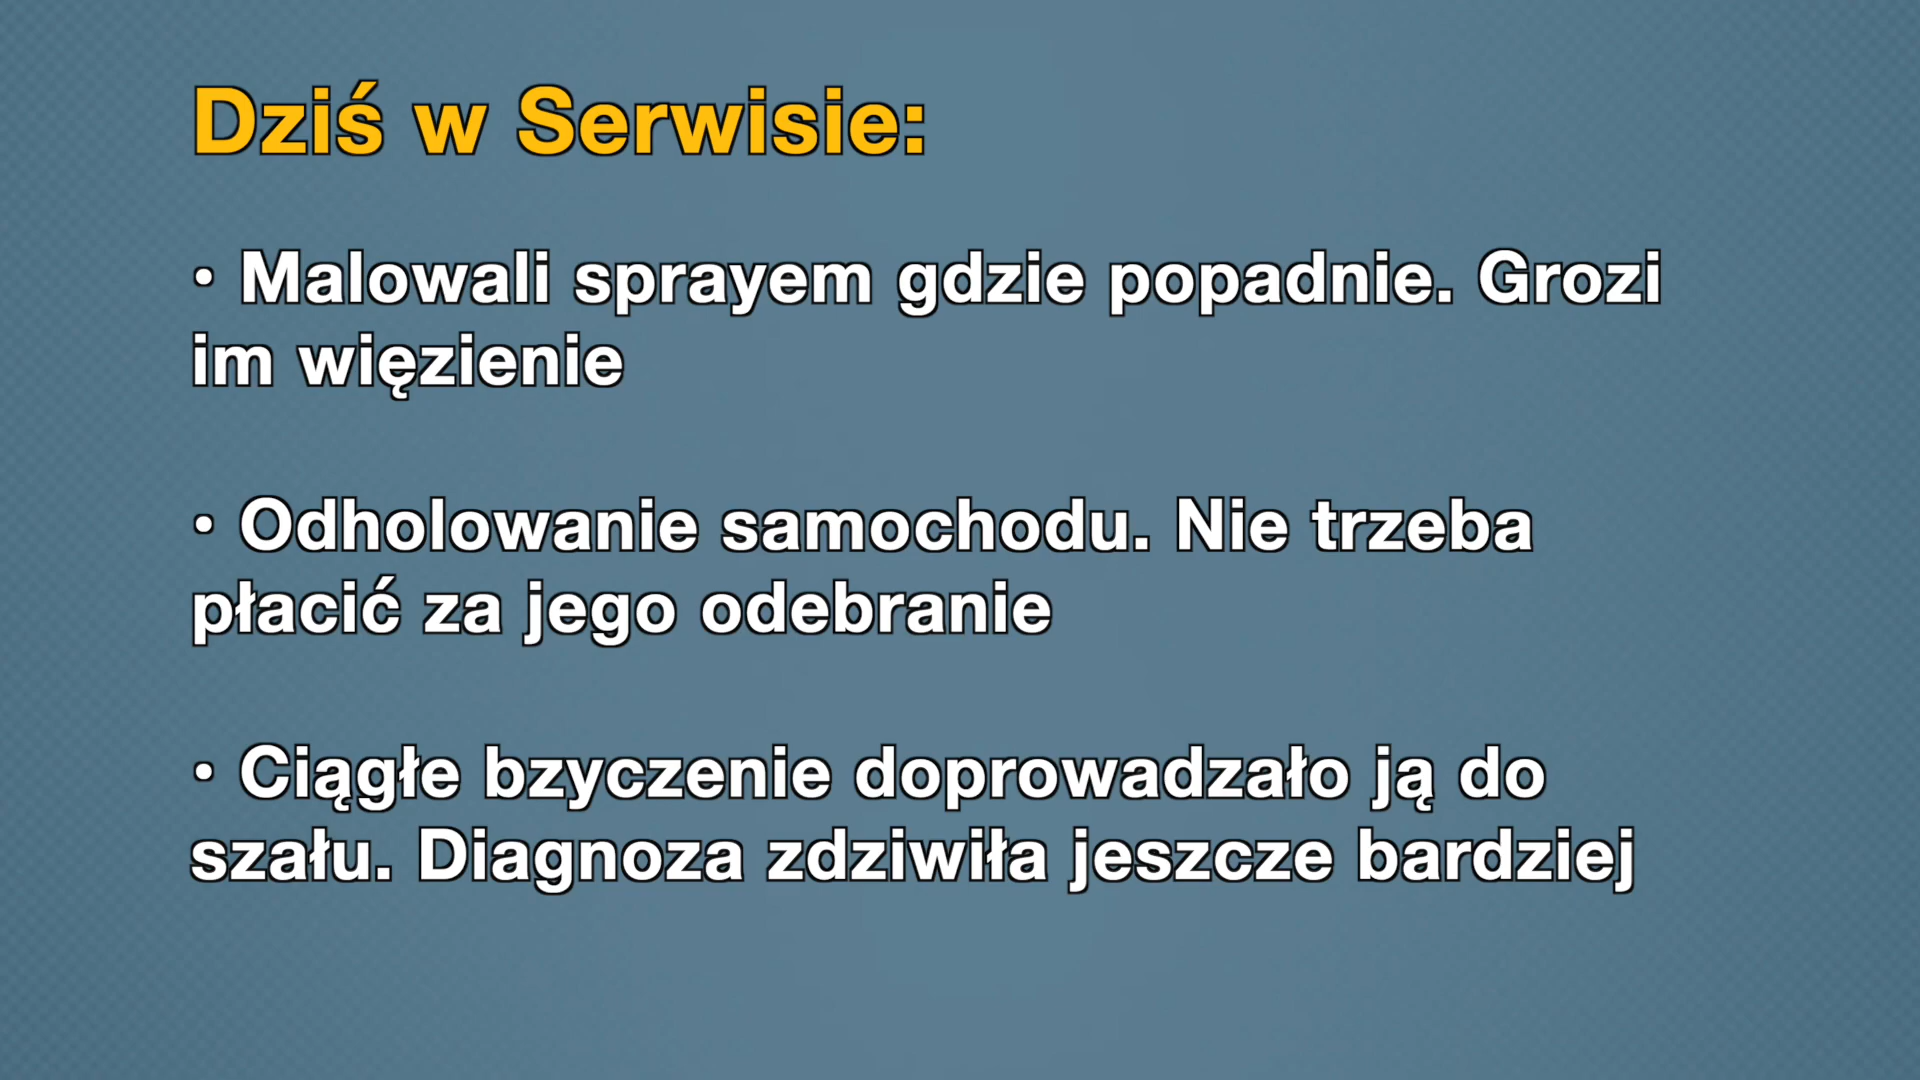 Dziś w Serwisie:
• Malowali sprayem gdzie popadnie. Grozi
im więzienie
• Odholowanie samochodu. Nie trzeba
płacić za jego odebranie
• Ciągłe bzyczenie doprowadzało ją do
szału. Diagnoza zdziwiła jeszcze bardziej